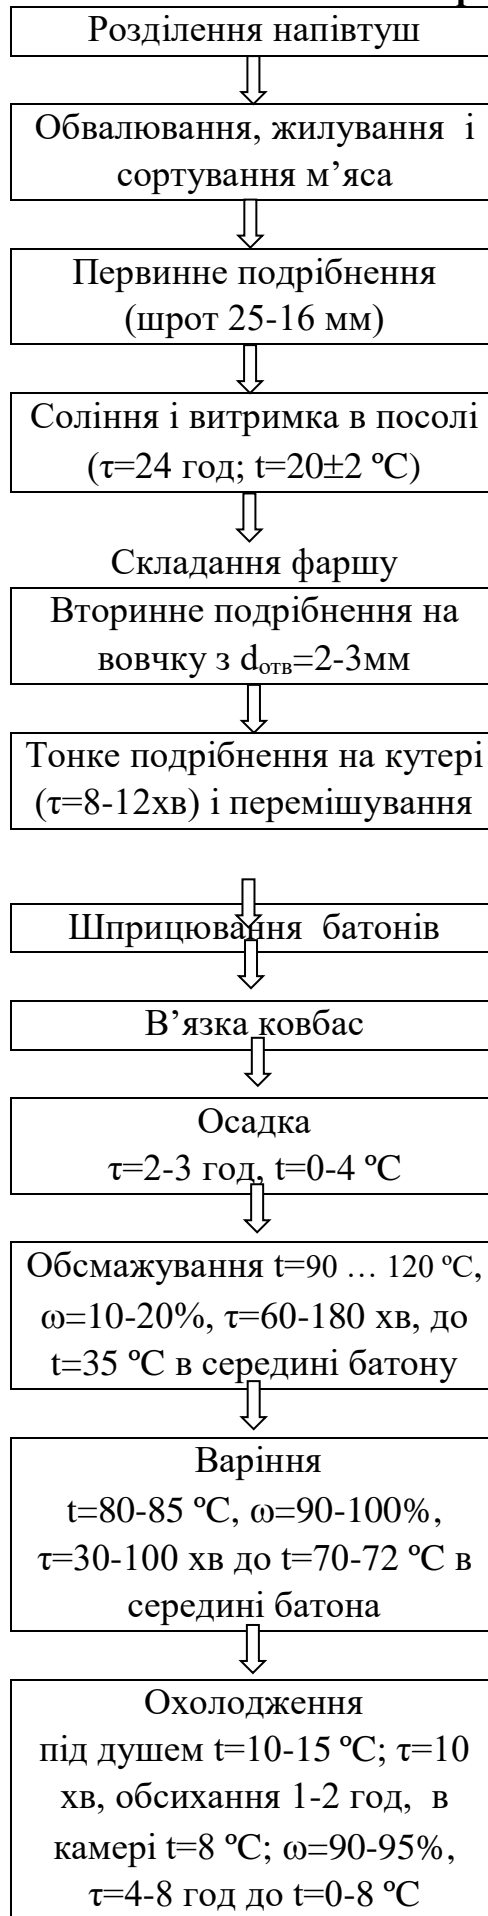 Розділення напівтуш
Обвалювання, жилування і
сортування м’яса
Первинне подрібнення
(шрот 25-16 мм)
Соління і витримка в посолі
(τ=24 год; t=20±2 ºС)
Складання фаршу
Вторинне подрібнення на
вовчку з dотв=2-3мм
Тонке подрібнення на кутері
(τ=8-12хв) і перемішування
Шприцювання батонів
В’язка ковбас
Осадка
τ=2-3 год, t=0-4 ºС
Обсмажування t=90 … 120 ºС,
ω=10-20%, τ=60-180 хв, до
t=35 ºС в середині батону
Варіння
t=80-85 ºС, ω=90-100%,
τ=30-100 хв до t=70-72 ºС в
середині батона
Охолодження
під душем t=10-15 ºС; τ=10
хв, обсихання 1-2 год, в
камері t=8 ºС; ω=90-95%,
τ=4-8 год до t=0-8 ºС